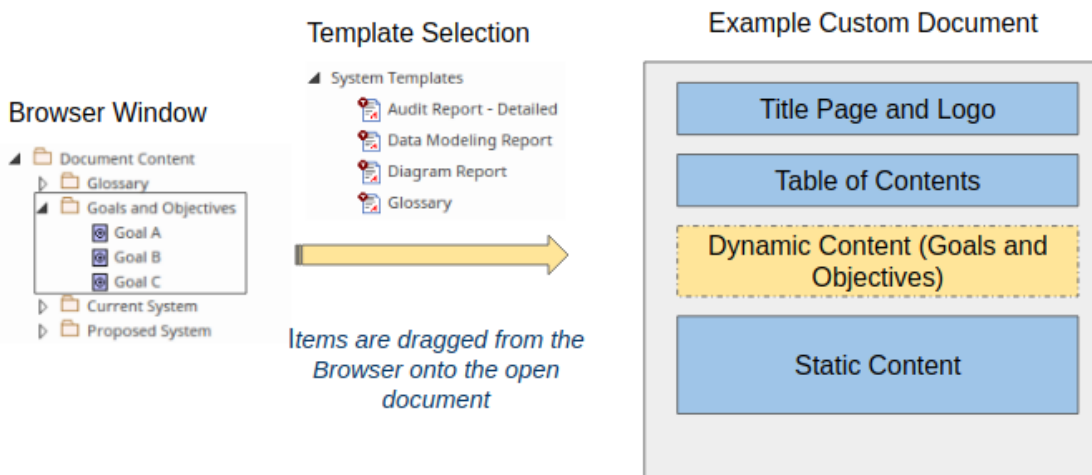 Browser Window
Document Content
Glossary
Goals and Objectives
Goal A
Goal B
Goal C
Current System
Proposed System
Template Selection
System Templates
Audit Report - Detailed
Data Modeling Report
Diagram Report
Glossary
Items are dragged from the
Browser onto the open
document
Example Custom Document
Title Page and Logo
Table of Contents
Dynamic Content (Goals and
Objectives)
Static Content